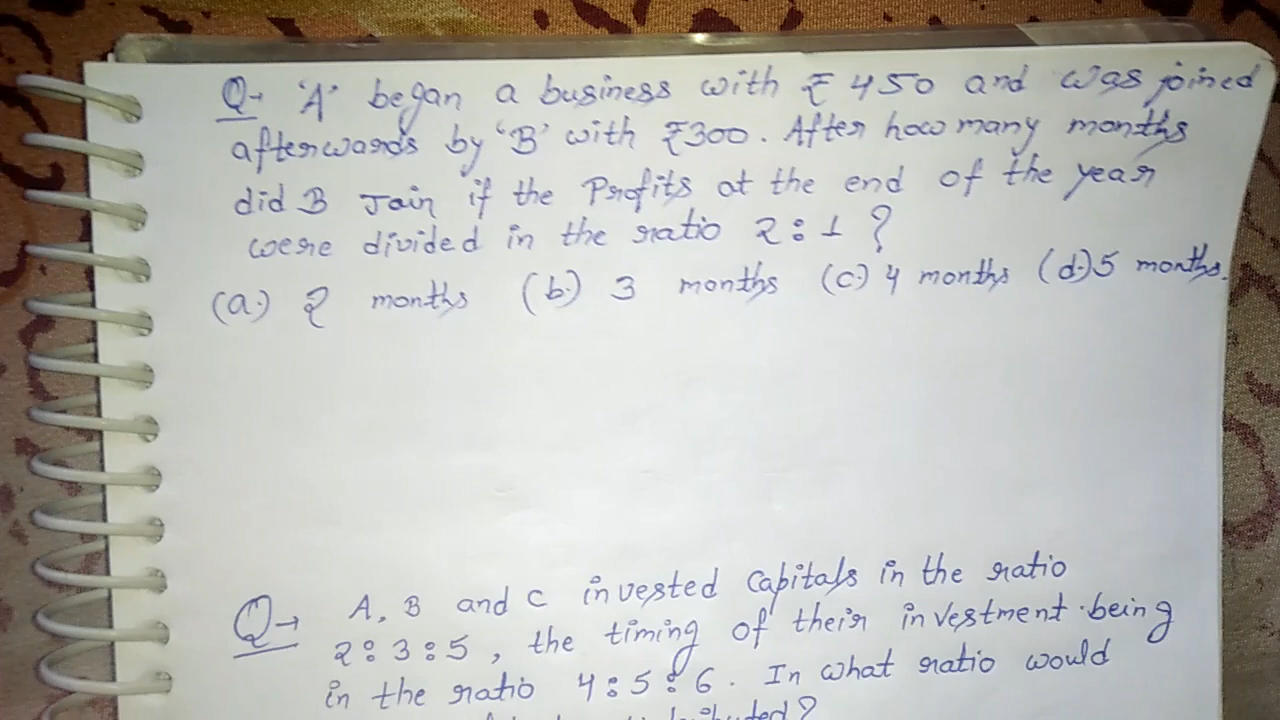 Q→ 'A' began a business with ₹ 450 and was joined
afterwards by 'B' with ₹300. After how many months
did B Join if the Profits at the end of the year
were divided in the ratio 2:1 ?
(a.) 2 months (b.) 3 months (c.) 4 months (d.) 5 months.
Q→ A, B and C invested Capitals in the ratio
2:3:5, the timing of their investment being
in the ratio 4:5:6. In what ratio would